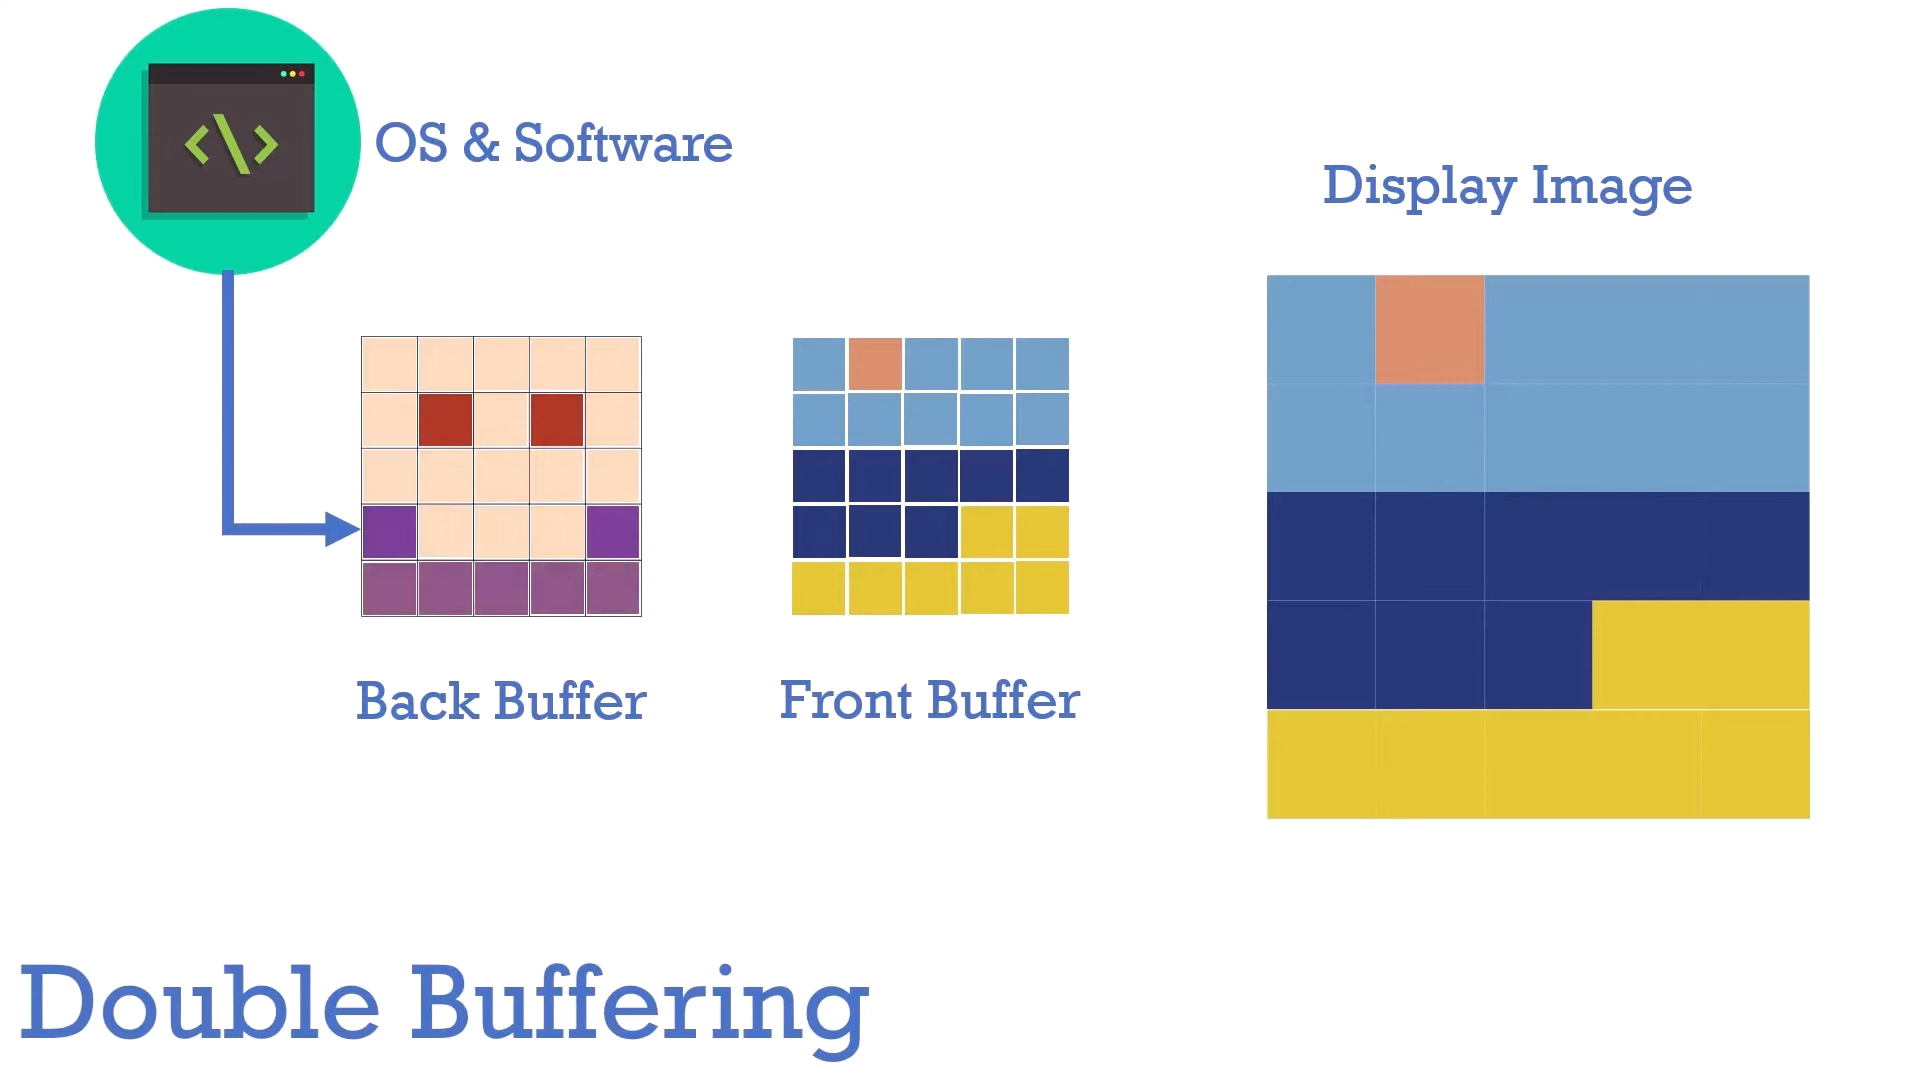 OS & Software
Display Image
Back Buffer
Front Buffer
Double Buffering